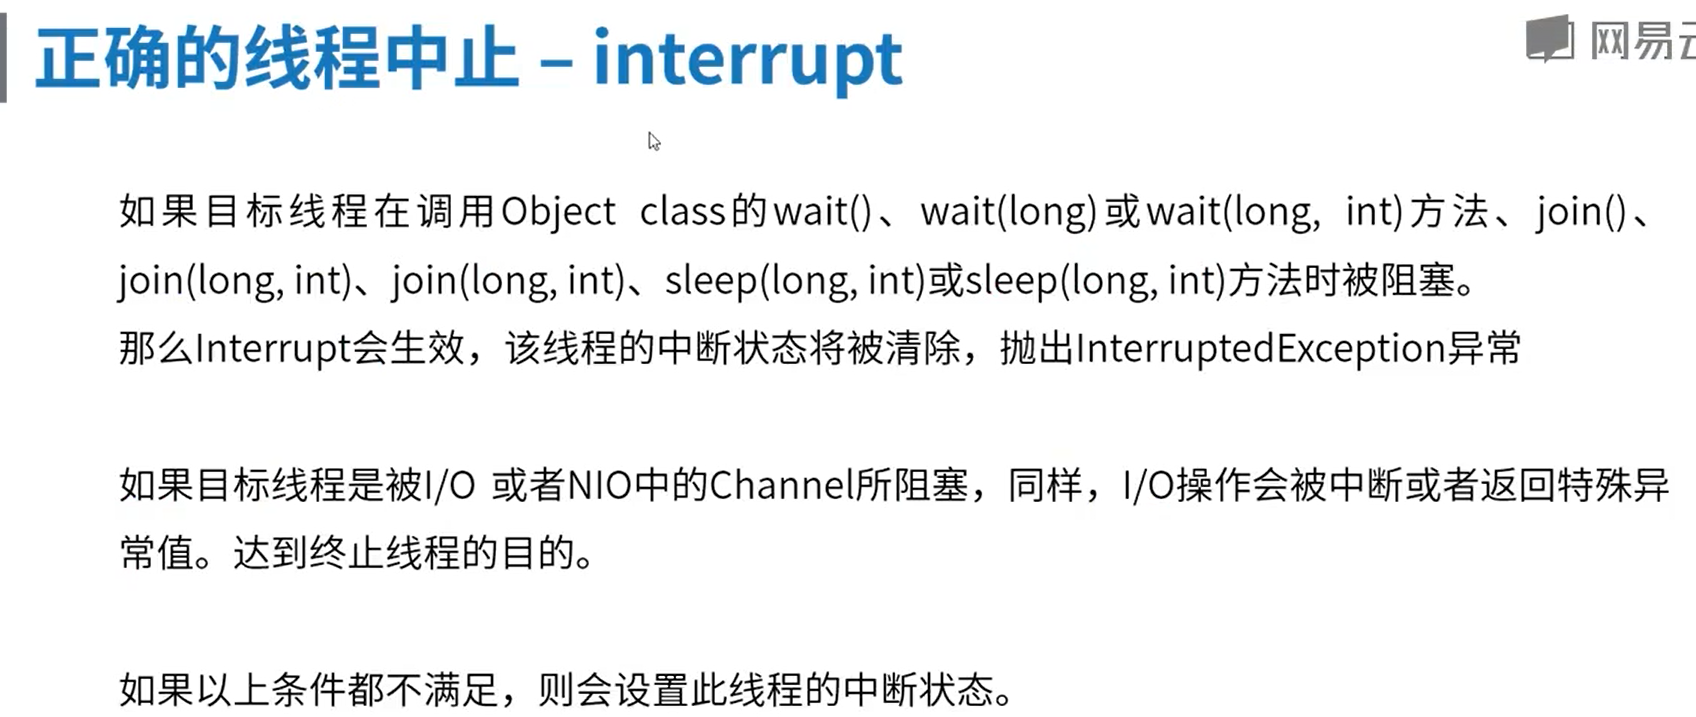 正确的线程中止 – interrupt
网易云
如果目标线程在调用Object class的wait()、wait(long)或wait(long, int)方法、join()、
join(long, int)、join(long, int)、sleep(long, int)或sleep(long, int)方法时被阻塞。
那么Interrupt会生效，该线程的中断状态将被清除，抛出InterruptedException异常
如果目标线程是被I/O 或者NIO中的Channel所阻塞，同样，I/O操作会被中断或者返回特殊异
常值。达到终止线程的目的。
如果以上条件都不满足，则会设置此线程的中断状态。